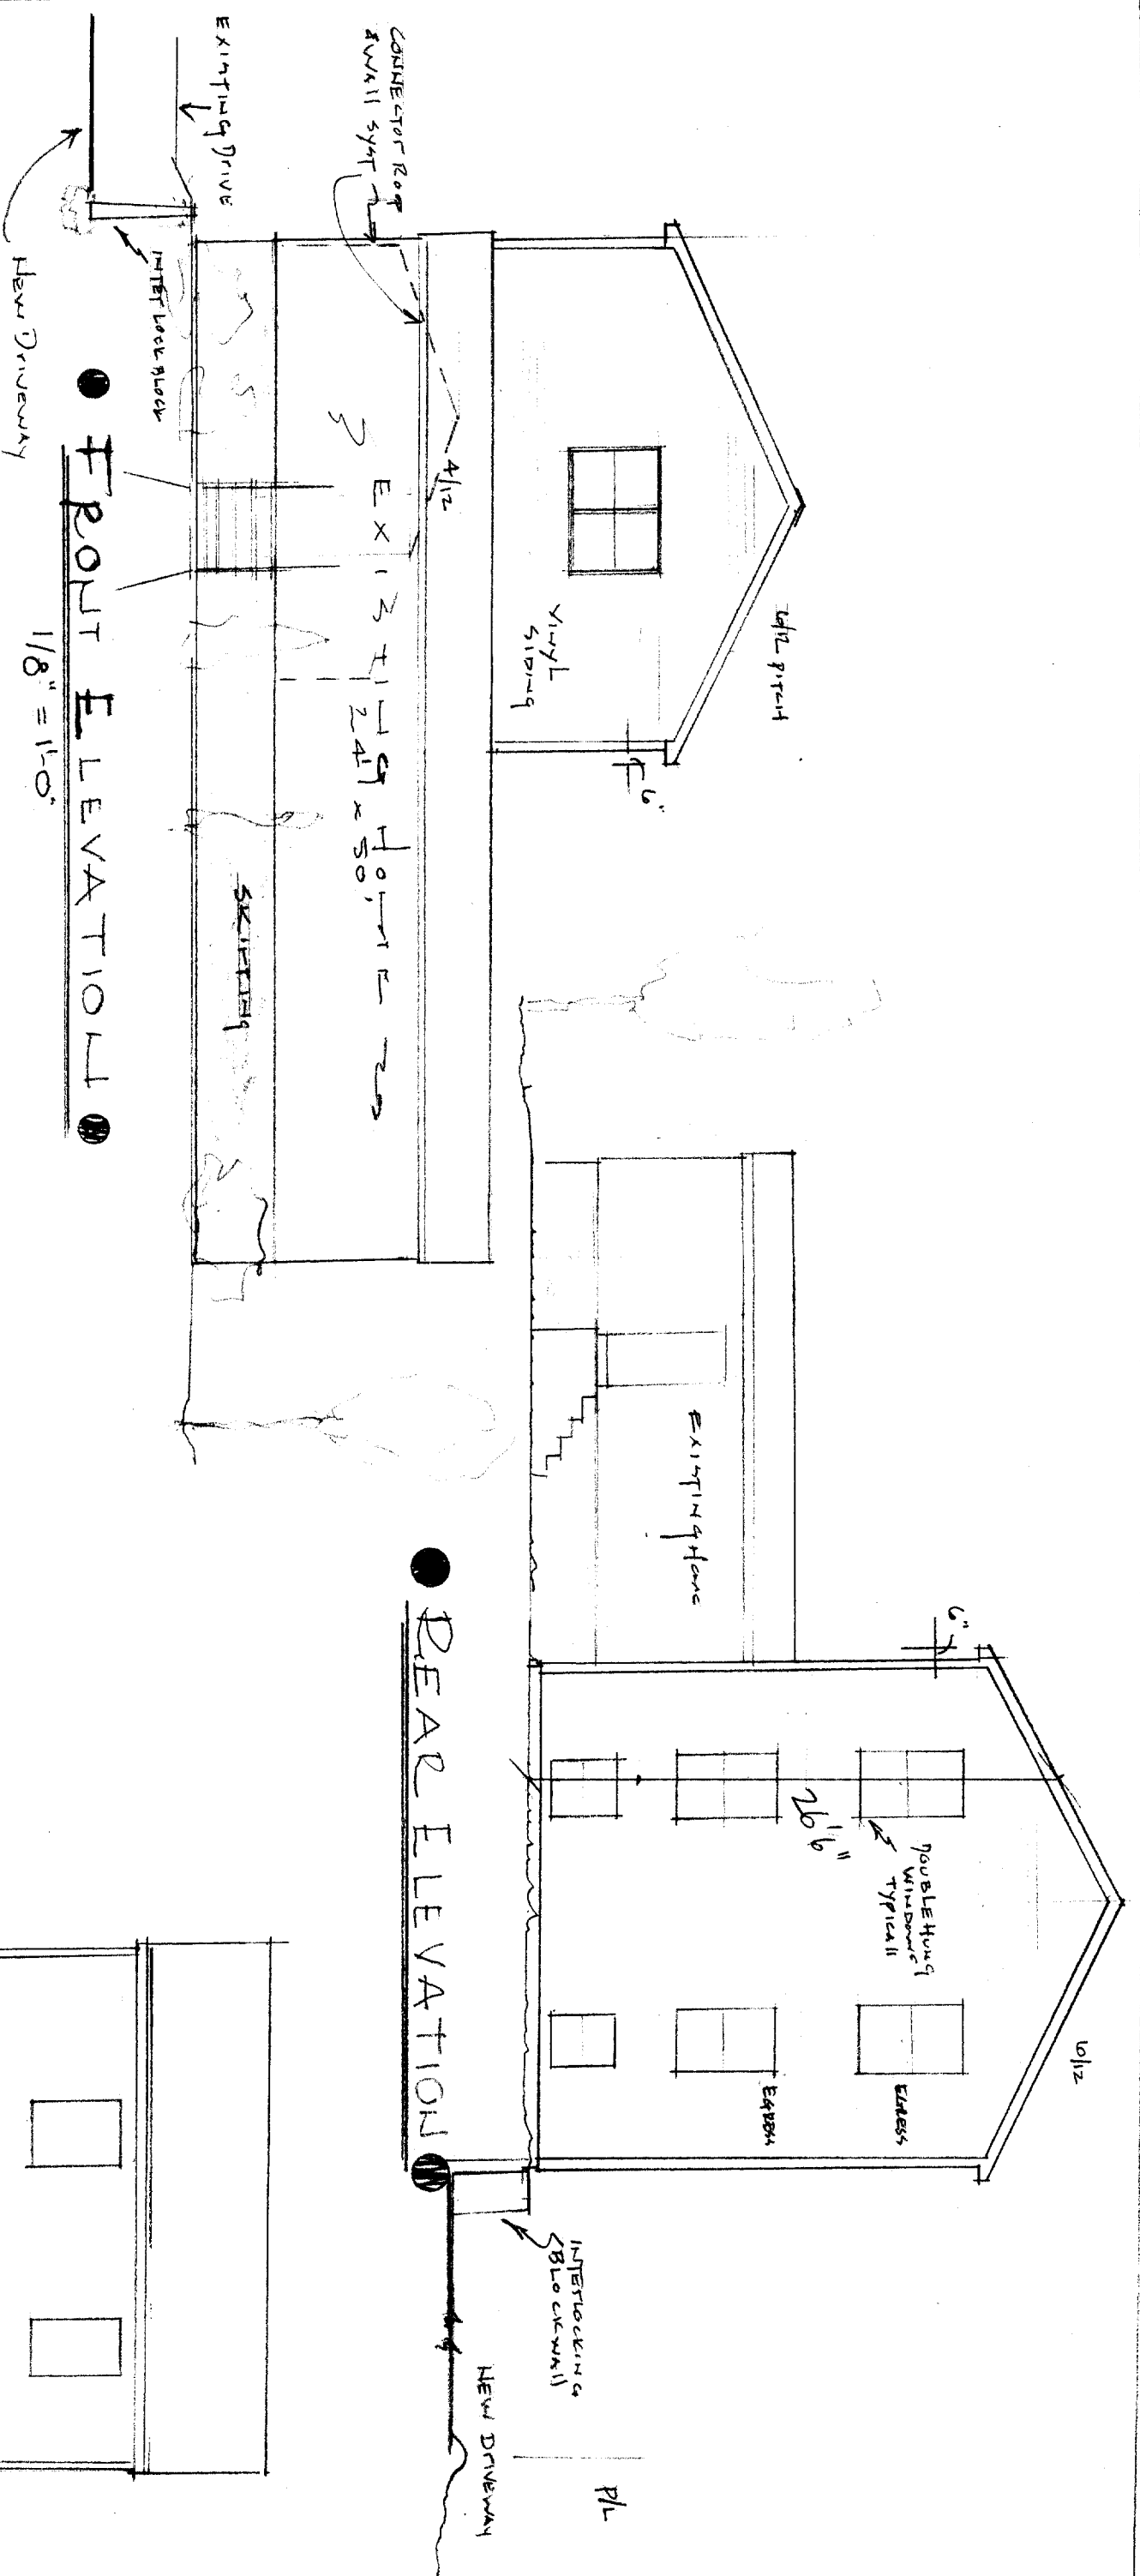 6/12 PITCH
VINYL
SIDING
6"
4/12
CONNECTOR ROOF
& WALL SYST
EXISTING HOME
24' x 50'
EXISTING DRIVE
SKIRTING
INTERLOCK BLOCK
NEW DRIVEWAY
FRONT ELEVATION
1/8" = 1'-0"
6/12
6"
DOUBLE HUNG
WINDOWS
TYPICAL
EGRESS
26'6"
EGRESS
EXISTING HOME
P/L
INTERLOCKING
BLOCK WALL
NEW DRIVEWAY
REAR ELEVATION